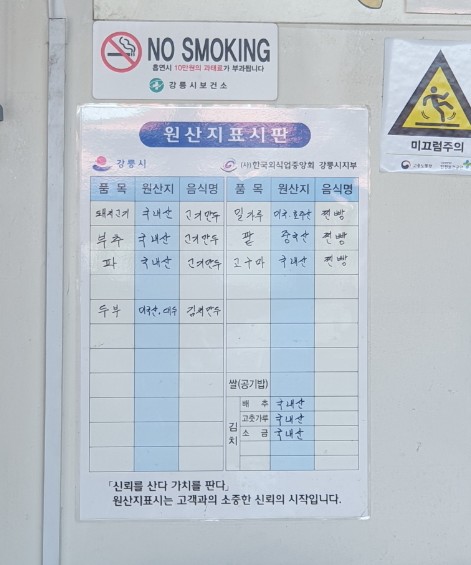 NO SMOKING
흡연시 10만원의 과태료가 부과됩니다
강릉시보건소
미끄럼주의
원산지표시판
강릉시
(사)한국외식업중앙회 강릉시지부
품 목 원산지 음식명 품 목 원산지 음식명
돼지고기 국내산 고기만두 밀가루 미국.호주산 찐빵
부추 국내산 고기만두 팥 중국산 찐빵
파 국내산 고기만두 고구마 국내산 찐빵
두부 김치만두
쌀(공기밥)
김치
배 추 국내산
고춧가루 국내산
소 금 국내산
「신뢰를 산다 가치를 판다」
원산지표시는 고객과의 소중한 신뢰의 시작입니다.